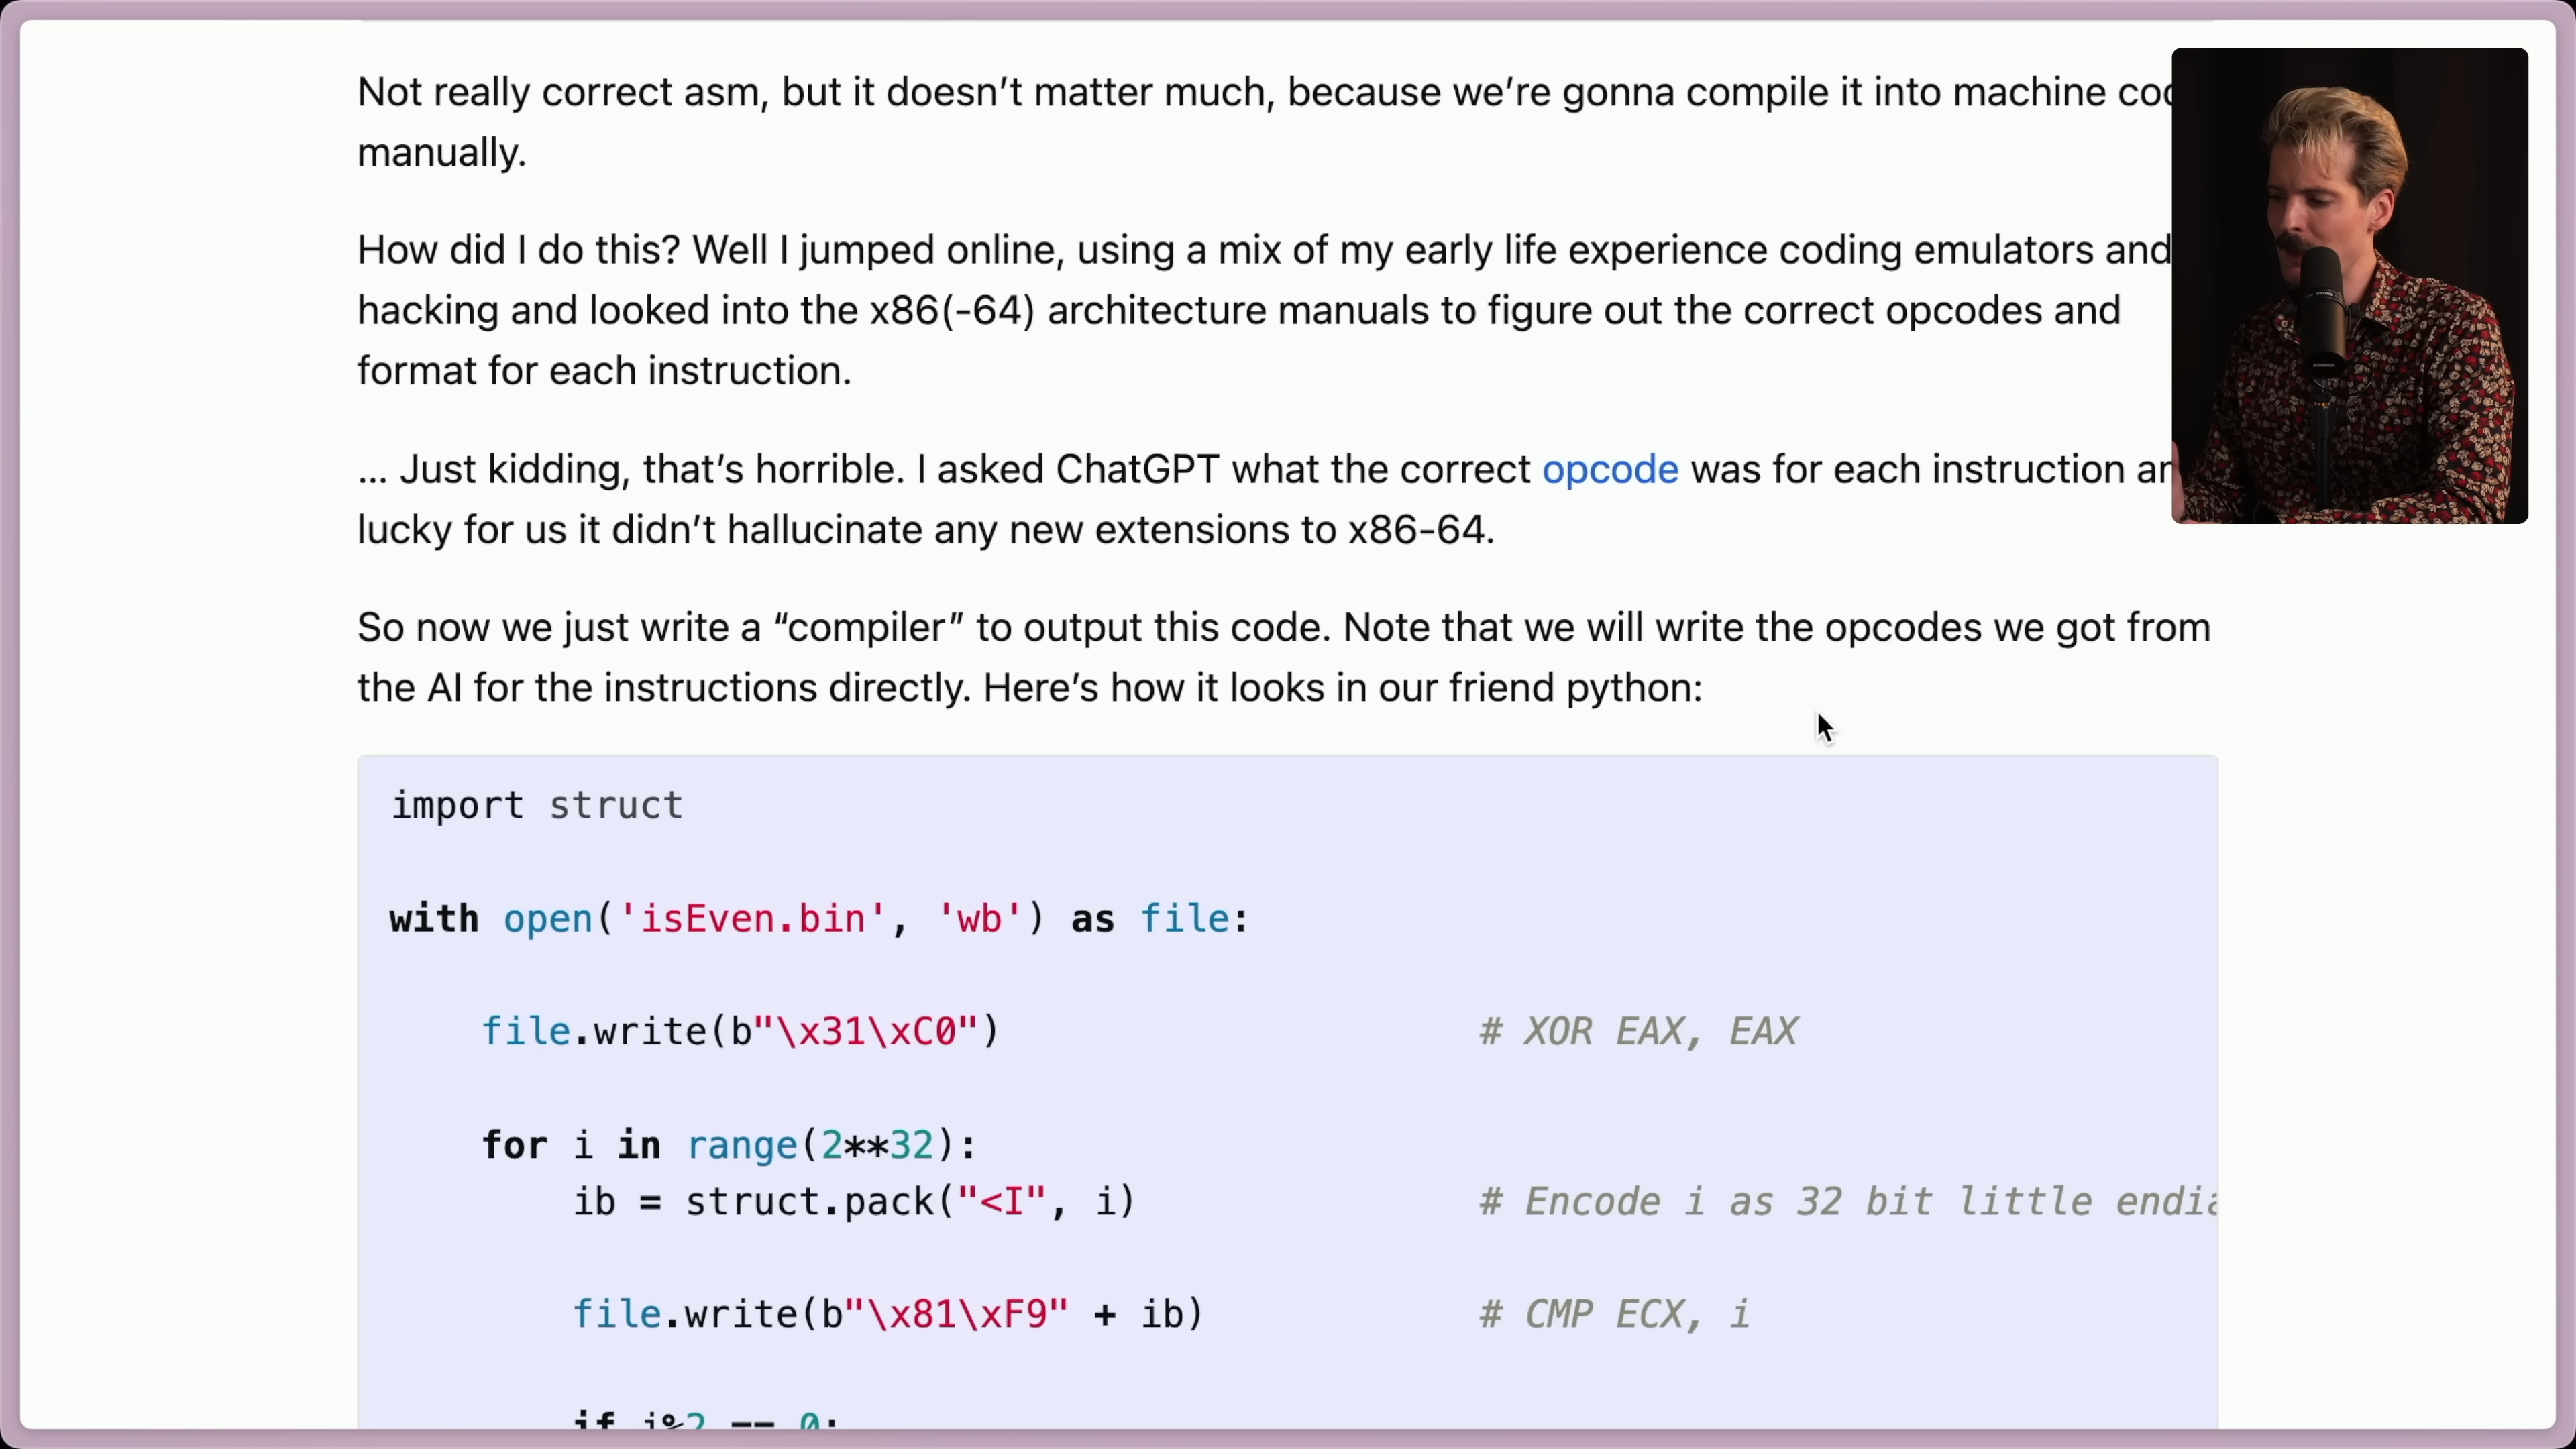 Not really correct asm, but it doesn’t matter much, because we’re gonna compile it into machine
manually.
How did I do this? Well I jumped online, using a mix of my early life experience coding emulators and
hacking and looked into the x86(-64) architecture manuals to figure out the correct opcodes and
format for each instruction.
... Just kidding, that’s horrible. I asked ChatGPT what the correct opcode was for each instruction
lucky for us it didn’t hallucinate any new extensions to x86-64.
So now we just write a “compiler” to output this code. Note that we will write the opcodes we got from
the AI for the instructions directly. Here’s how it looks in our friend python:
import struct
with open('isEven.bin', 'wb') as file:
file.write(b"\x31\xC0") # XOR EAX, EAX
for i in range(2**32):
ib = struct.pack("<I", i) # Encode i as 32 bit little
file.write(b"\x81\xF9" + ib) # CMP ECX, i
if i%2 == 0: